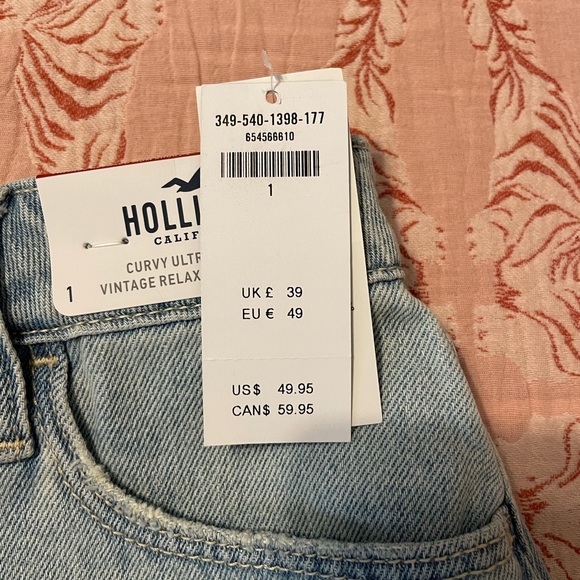 349-540-1398-177
654566610
1
UK £ 39
EU € 49
US$ 49.95
CAN$ 59.95
HOLLI
CALIF
CURVY ULTR
VINTAGE RELAX
1